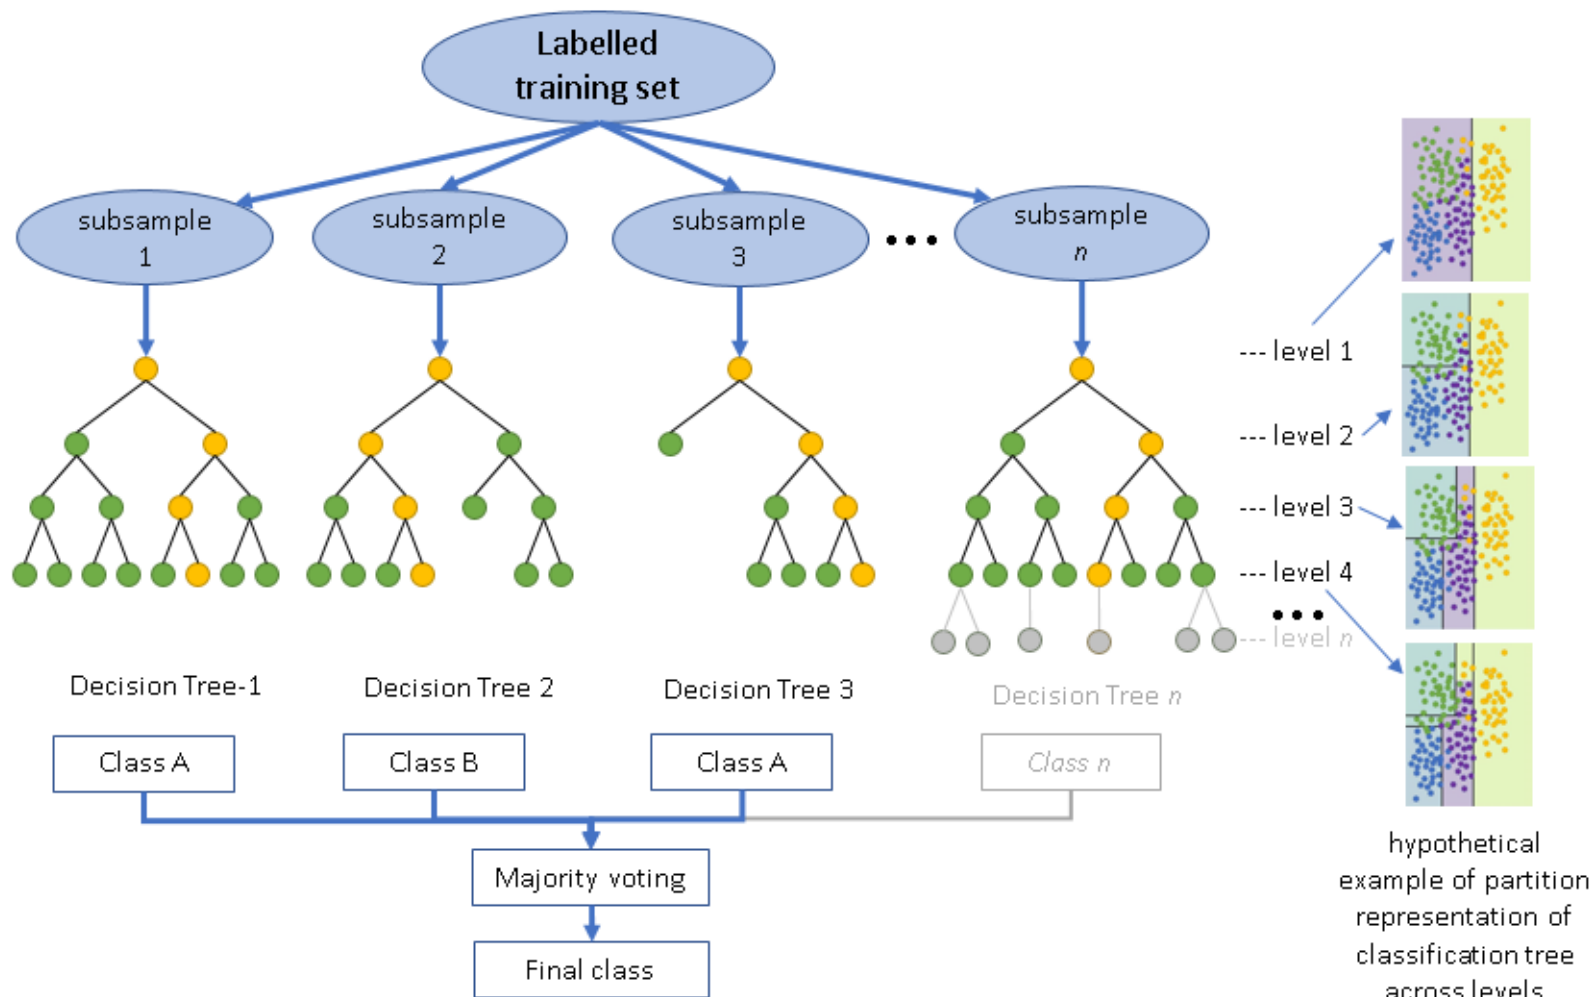 Labelled
training set
subsample
1
subsample
2
subsample
3
subsample
n
--- level 1
--- level 2
--- level 3
--- level 4
--- level n
Decision Tree-1
Decision Tree 2
Decision Tree 3
Decision Tree n
Class A
Class B
Class A
Class n
Majority voting
Final class
hypothetical
example of partition
representation of
classification tree
across levels